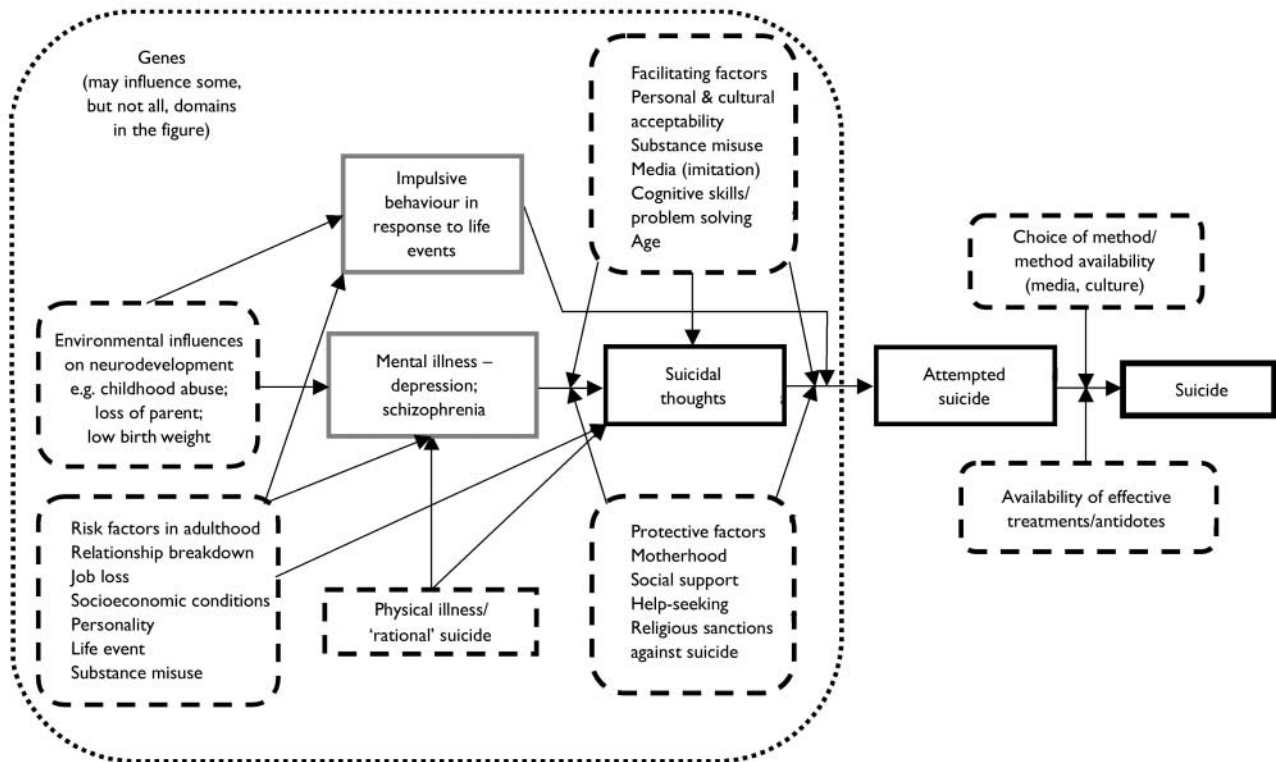 Genes
(may influence some,
but not all, domains
in the figure)
Facilitating factors
Personal & cultural
acceptability
Substance misuse
Media (imitation)
Cognitive skills/
problem solving
Age
Impulsive
behaviour in
response to life
events
Choice of method/
method availability
(media, culture)
Environmental influences
on neurodevelopment
e.g. childhood abuse;
loss of parent;
low birth weight
Mental illness –
depression;
schizophrenia
Suicidal
thoughts
Attempted
suicide
Suicide
Risk factors in adulthood
Relationship breakdown
Job loss
Socioeconomic conditions
Personality
Life event
Substance misuse
Physical illness/
‘rational’ suicide
Protective factors
Motherhood
Social support
Help-seeking
Religious sanctions
against suicide
Availability of effective
treatments/antidotes